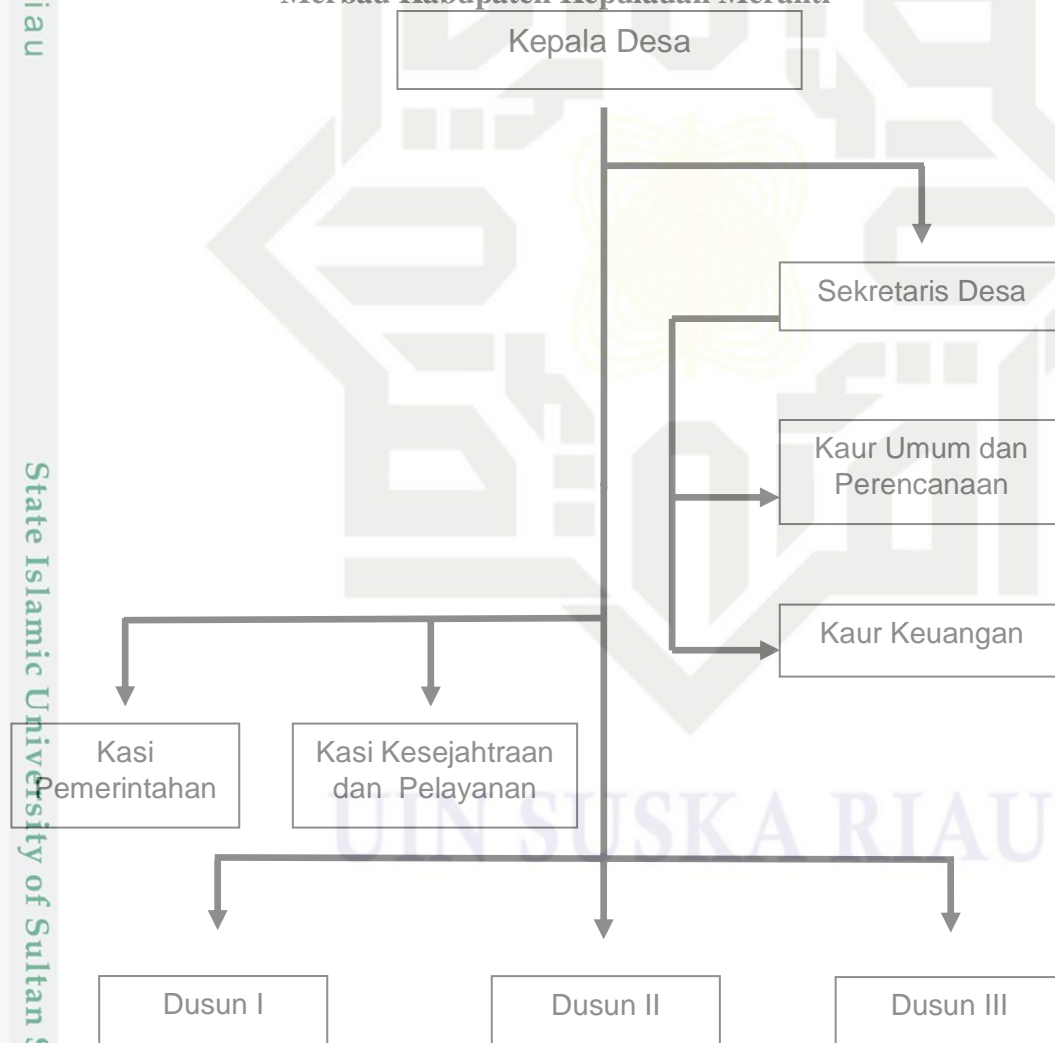 Merbau Kabupaten Kepulauan Meranti
Kepala Desa
Sekretaris Desa
Kaur Umum dan
Perencanaan
Kaur Keuangan
Kasi
Pemerintahan
Kasi Kesejahtraan
dan Pelayanan
Dusun I
Dusun II
Dusun III
UIN SUSKA RIAU
iau
State Islamic University of Sultan